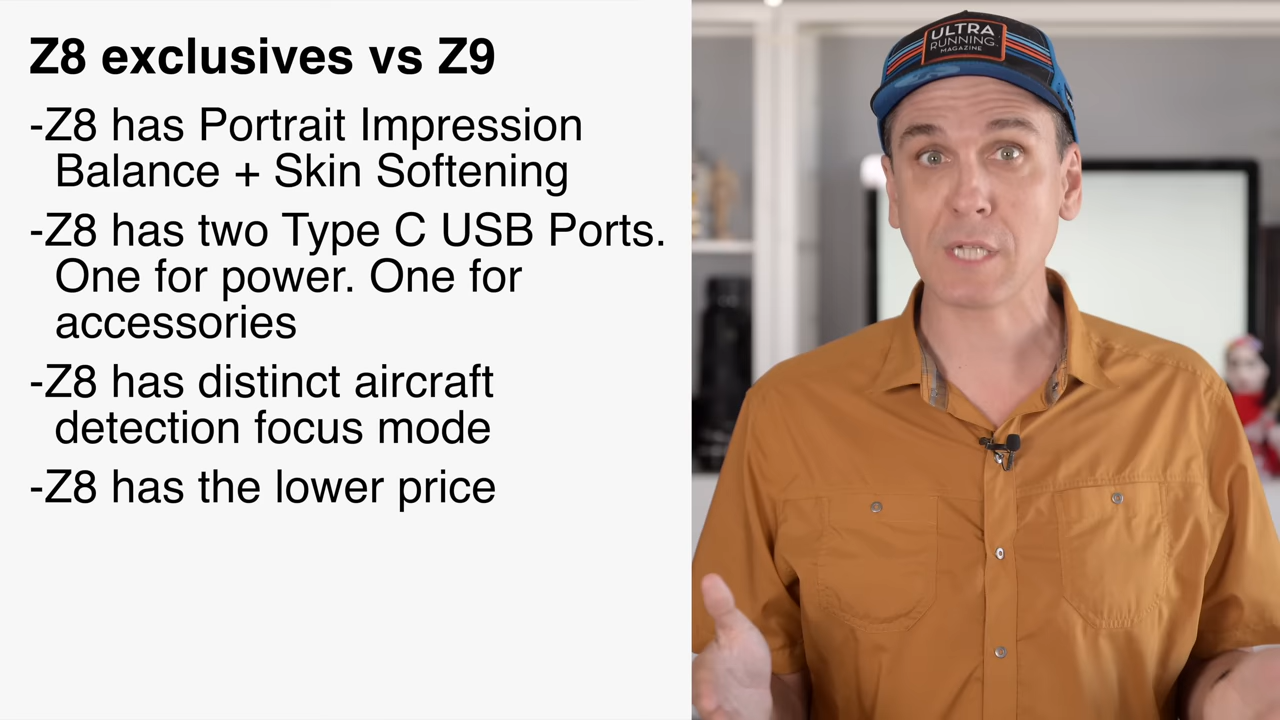 Z8 exclusives vs Z9
-Z8 has Portrait Impression
Balance + Skin Softening
-Z8 has two Type C USB Ports.
One for power. One for
accessories
-Z8 has distinct aircraft
detection focus mode
-Z8 has the lower price
ULTRA
RUNNING
MAGAZINE